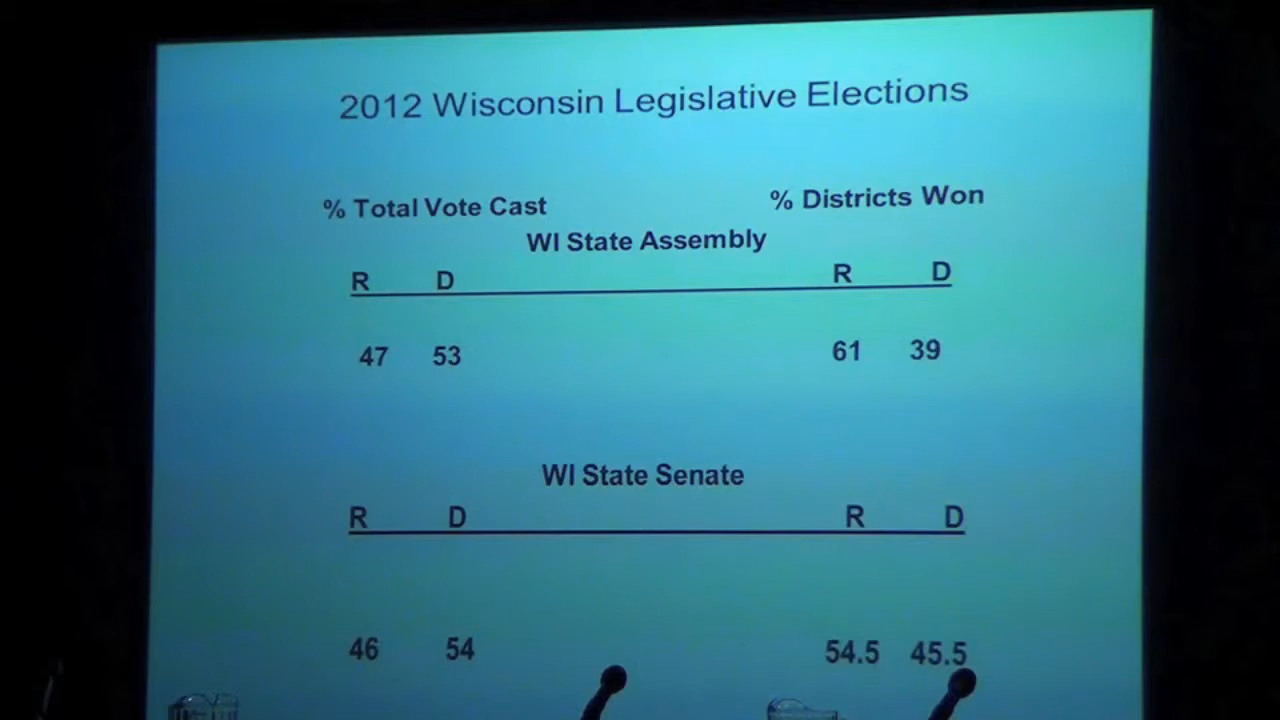 2012 Wisconsin Legislative Elections
% Total Vote Cast % Districts Won
WI State Assembly
R D R D
47 53 61 39
WI State Senate
R D R D
46 54 54.5 45.5